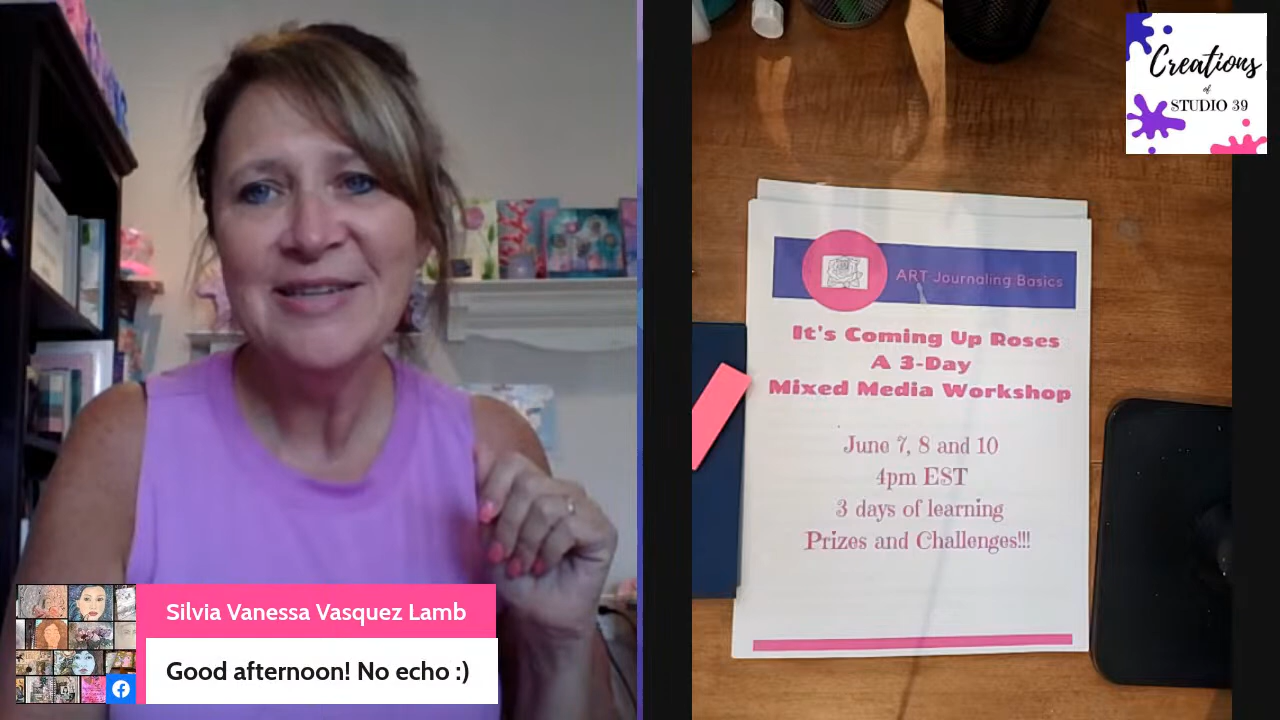 Creations
of
STUDIO 39
ART Journaling Basics
It's Coming Up Roses
A 3-Day
Mixed Media Workshop
June 7, 8 and 10
4pm EST
3 days of learning
Prizes and Challenges!!!
Silvia Vanessa Vasquez Lamb
Good afternoon! No echo :)